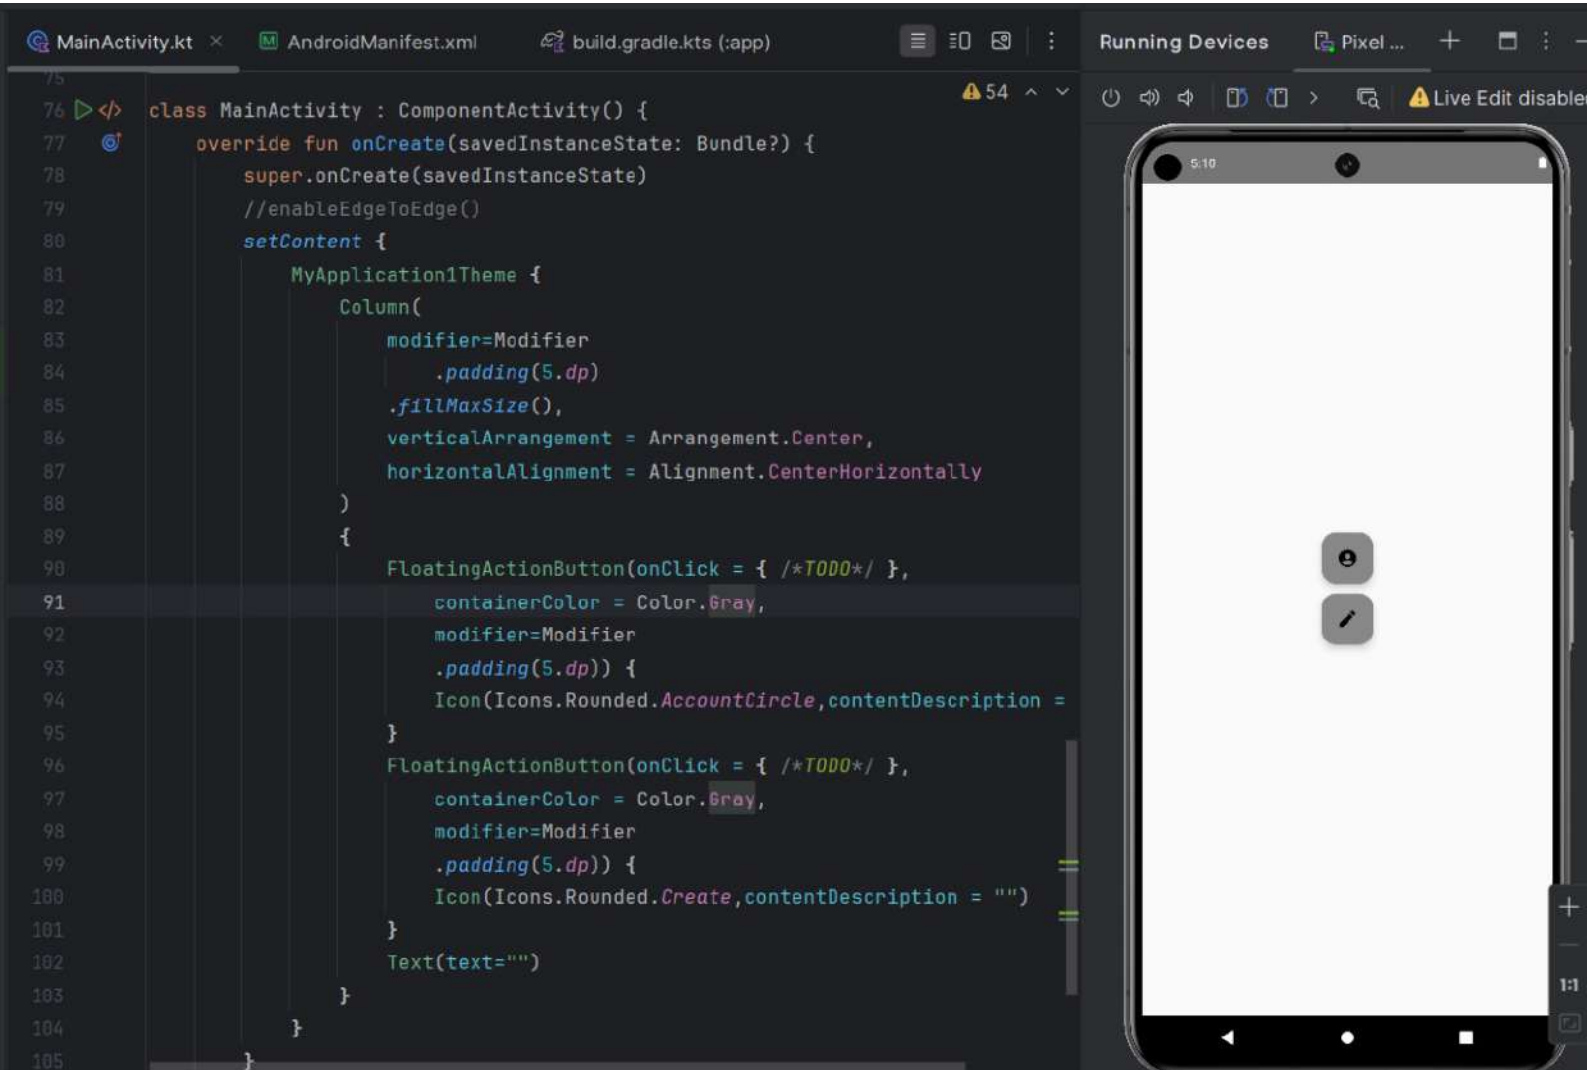 MainActivity.kt
AndroidManifest.xml
build.gradle.kts (:app)
Running Devices
Pixel ...
54
Live Edit disable
75
76 class MainActivity : ComponentActivity() {
77 override fun onCreate(savedInstanceState: Bundle?) {
78 super.onCreate(savedInstanceState)
79 //enableEdgeToEdge()
80 setContent {
81 MyApplication1Theme {
82 Column(
83 modifier=Modifier
84 .padding(5.dp)
85 .fillMaxSize(),
86 verticalArrangement = Arrangement.Center,
87 horizontalAlignment = Alignment.CenterHorizontally
88 )
89 {
90 FloatingActionButton(onClick = { /*TODO*/ },
91 containerColor = Color.Gray,
92 modifier=Modifier
93 .padding(5.dp)) {
94 Icon(Icons.Rounded.AccountCircle,contentDescription =
95 }
96 FloatingActionButton(onClick = { /*TODO*/ },
97 containerColor = Color.Gray,
98 modifier=Modifier
99 .padding(5.dp)) {
100 Icon(Icons.Rounded.Create,contentDescription = "")
101 }
102 Text(text="")
103 }
104 }
105 }
5:10
1:1